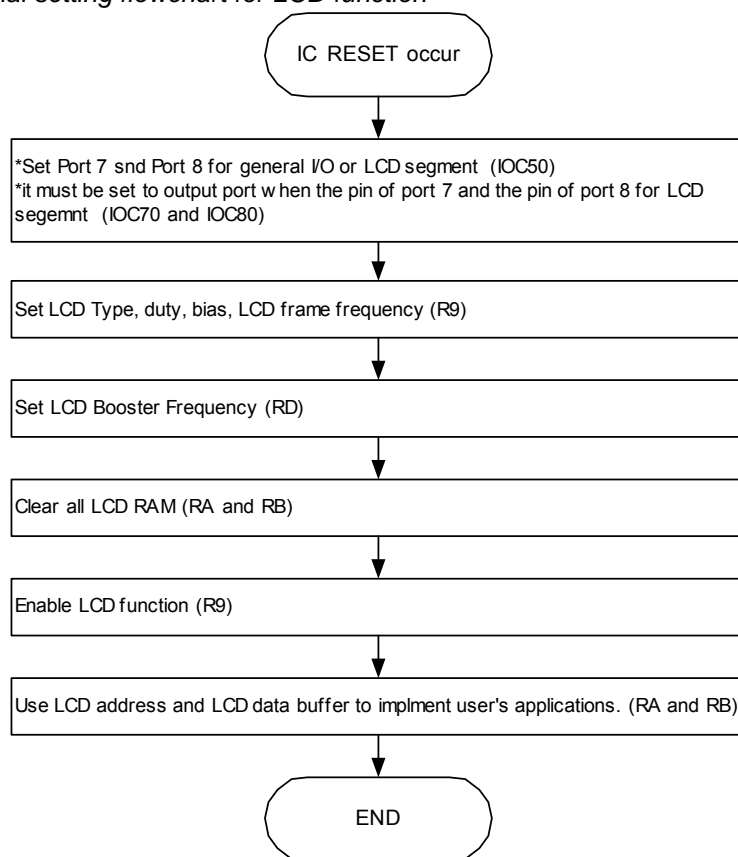 setting flowchart for LCD function
IC RESET occur
*Set Port 7 snd Port 8 for general I/O or LCD segment (IOC50)
*it must be set to output port when the pin of port 7 and the pin of port 8 for LCD
segemnt (IOC70 and IOC80)
Set LCD Type, duty, bias, LCD frame frequency (R9)
Set LCD Booster Frequency (RD)
Clear all LCD RAM (RA and RB)
Enable LCD function (R9)
Use LCD address and LCD data buffer to implment user's applications. (RA and RB)
END